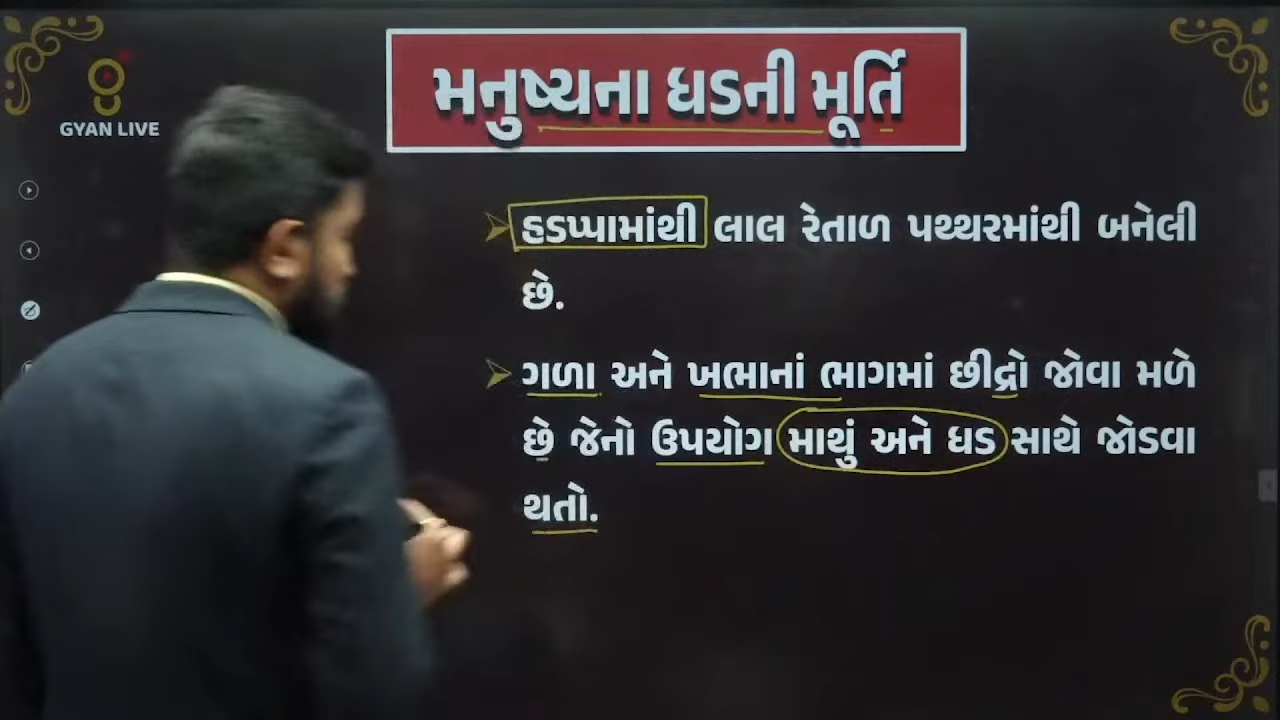 મનુષ્યના ધડની મૂર્તિ
GYAN LIVE
હડપ્પામાંથી લાલ રેતાળ પથ્થરમાંથી બનેલી
છે.
ગળા અને ખભાનાં ભાગમાં છીદ્રો જોવા મળે
છે જેનો ઉપયોગ માથું અને ધડ સાથે જોડવા
થતો.